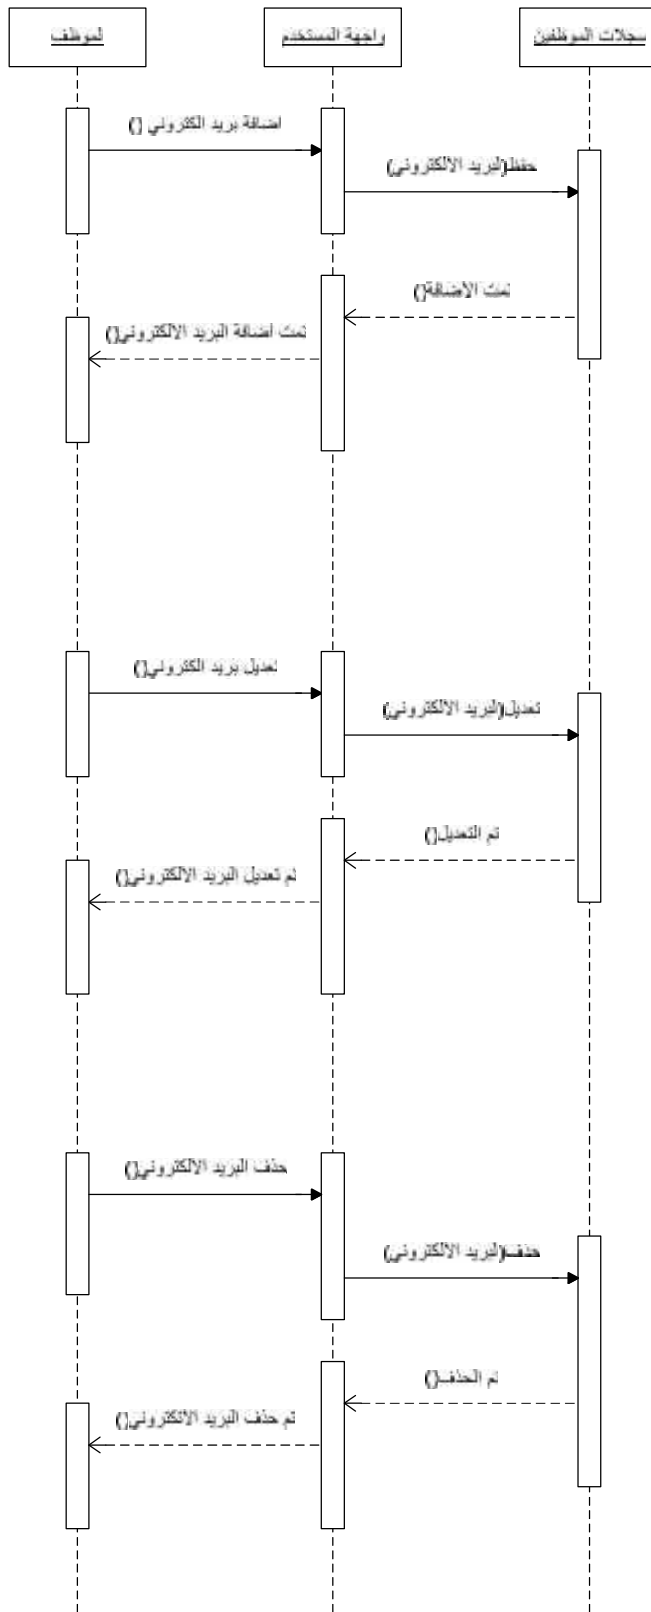 سجلات الموظفين
واجهة المستخدم
الموظف
اضافة بريد الكتروني ()
حفظ(البريد الالكتروني)
تمت الاضافة()
تمت اضافة البريد الالكتروني()
تعديل بريد الكتروني()
تعديل(البريد الالكتروني)
تم التعديل()
تم تعديل البريد الالكتروني()
حذف البريد الالكتروني()
حذف(البريد الالكتروني)
تم الحذف()
تم حذف البريد الالكتروني()